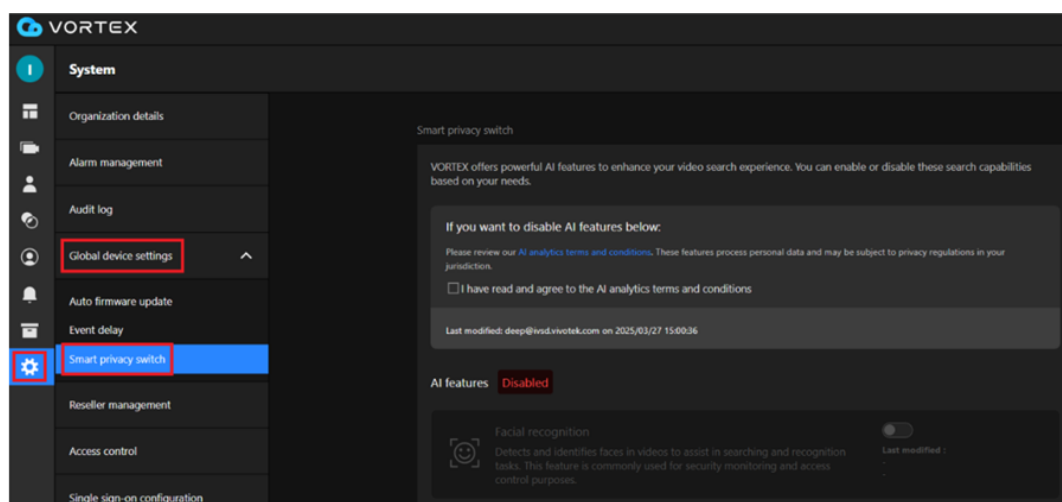 VORTEX
I
System
Organization details
Alarm management
Audit log
Global device settings
Auto firmware update
Event delay
Smart privacy switch
Reseller management
Access control
Single sign-on configuration
Smart privacy switch
VORTEX offers powerful AI features to enhance your video search experience. You can enable or disable these search capabilities
based on your needs.
If you want to disable AI features below:
Please review our AI analytics terms and conditions. These features process personal data and may be subject to privacy regulations in your
jurisdiction.
I have read and agree to the AI analytics terms and conditions
Last modified: deep@ivsd.vivotek.com on 2025/03/27 15:00:36
AI features Disabled
Facial recognition
Detects and identifies faces in videos to assist in searching and recognition
tasks. This feature is commonly used for security monitoring and access
control purposes.
Last modified :
-
-